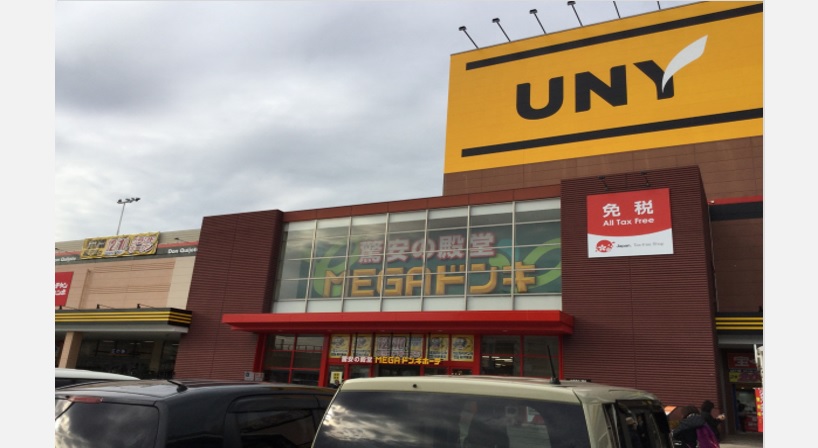 UNY
免税
All Tax Free
Japan. Tax-free Shop
驚安の殿堂
MEGAドンキ
Don Quijote
驚安の殿堂 MEGAドン.キホーテ